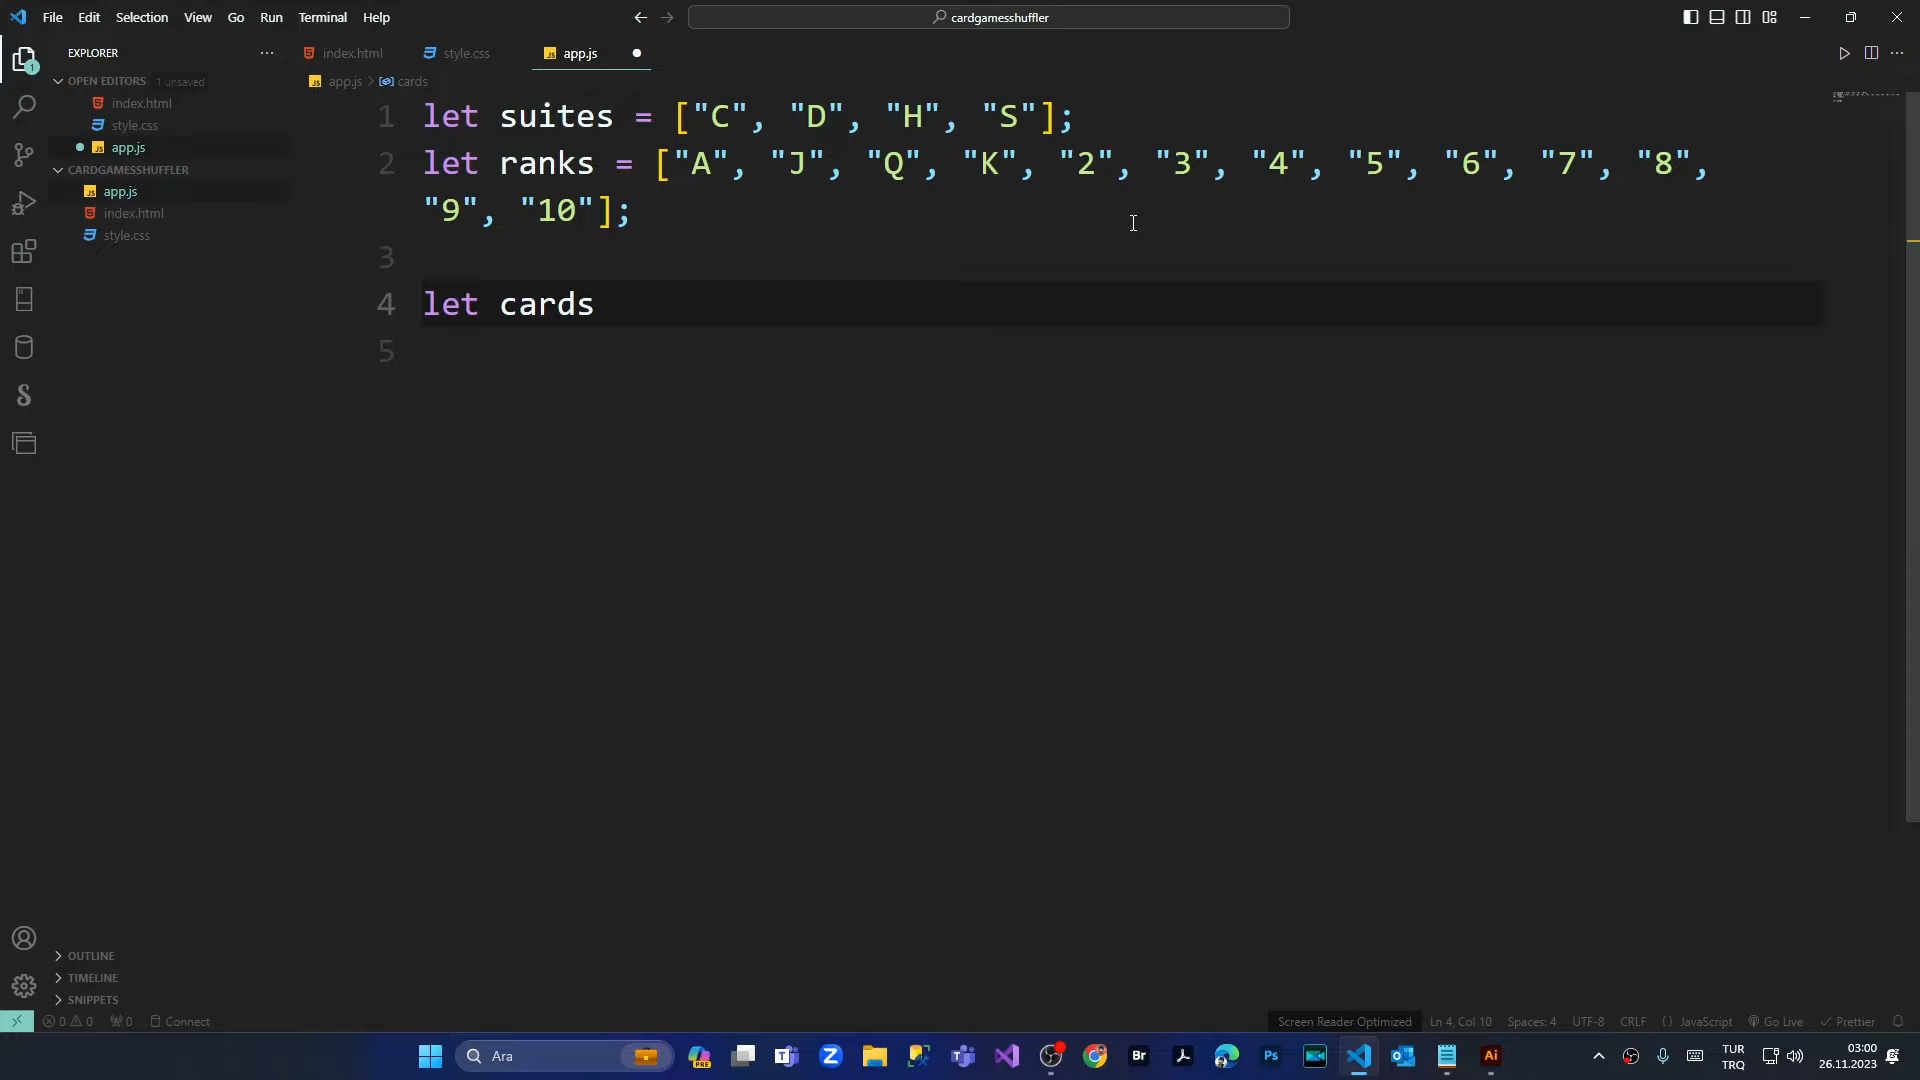 File Edit Selection View Go Run Terminal Help
cardgamesshuffler
EXPLORER
index.html
style.css
app.js
OPEN EDITORS 1 unsaved
app.js > cards
index.html
style.css
app.js
CARDGAMESSHUFFLER
app.js
index.html
style.css
1 let suites = ["C", "D", "H", "S"];
2 let ranks = ["A", "J", "Q", "K", "2", "3", "4", "5", "6", "7", "8",
"9", "10"];
3
4 let cards
5
OUTLINE
TIMELINE
SNIPPETS
0 0 0 Connect
Screen Reader Optimized Ln 4, Col 10 Spaces: 4 UTF-8 CRLF {} JavaScript Go Live Prettier
Ara
PRE
Br
Ps
Ai
TUR
TRQ
03:00
26.11.2023